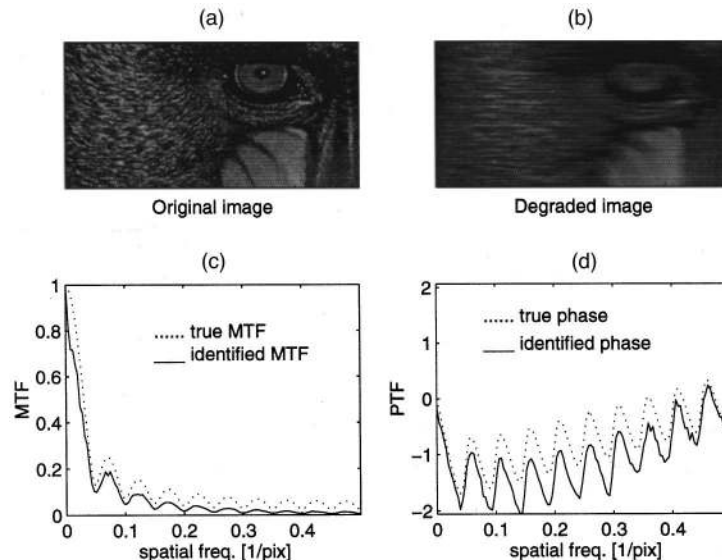 (a)
(b)
Original image
Degraded image
(c)
(d)
1
0.8
0.6
0.4
0.2
0
MTF
true MTF
identified MTF
0
0.1
0.2
0.3
0.4
spatial freq. [1/pix]
2
1
0
−1
−2
PTF
true phase
identified phase
0
0.1
0.2
0.3
0.4
spatial freq. [1/pix]